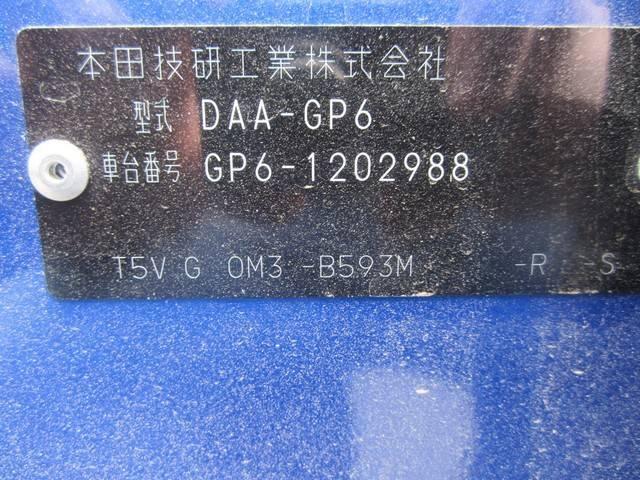 本田技研工業株式会社
型式 DAA-GP6
車台番号 GP6-1202988
T5V G 0M3 -B593M -R -S